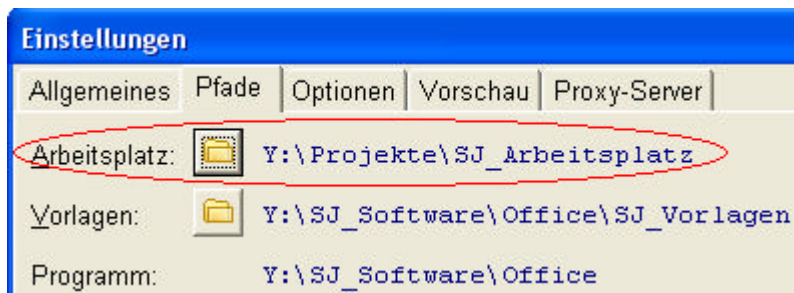 Einstellungen
Allgemeines Pfade Optionen Vorschau Proxy-Server
Arbeitsplatz: Y:\Projekte\SJ_Arbeitsplatz
Vorlagen: Y:\SJ_Software\Office\SJ_Vorlagen
Programm: Y:\SJ_Software\Office